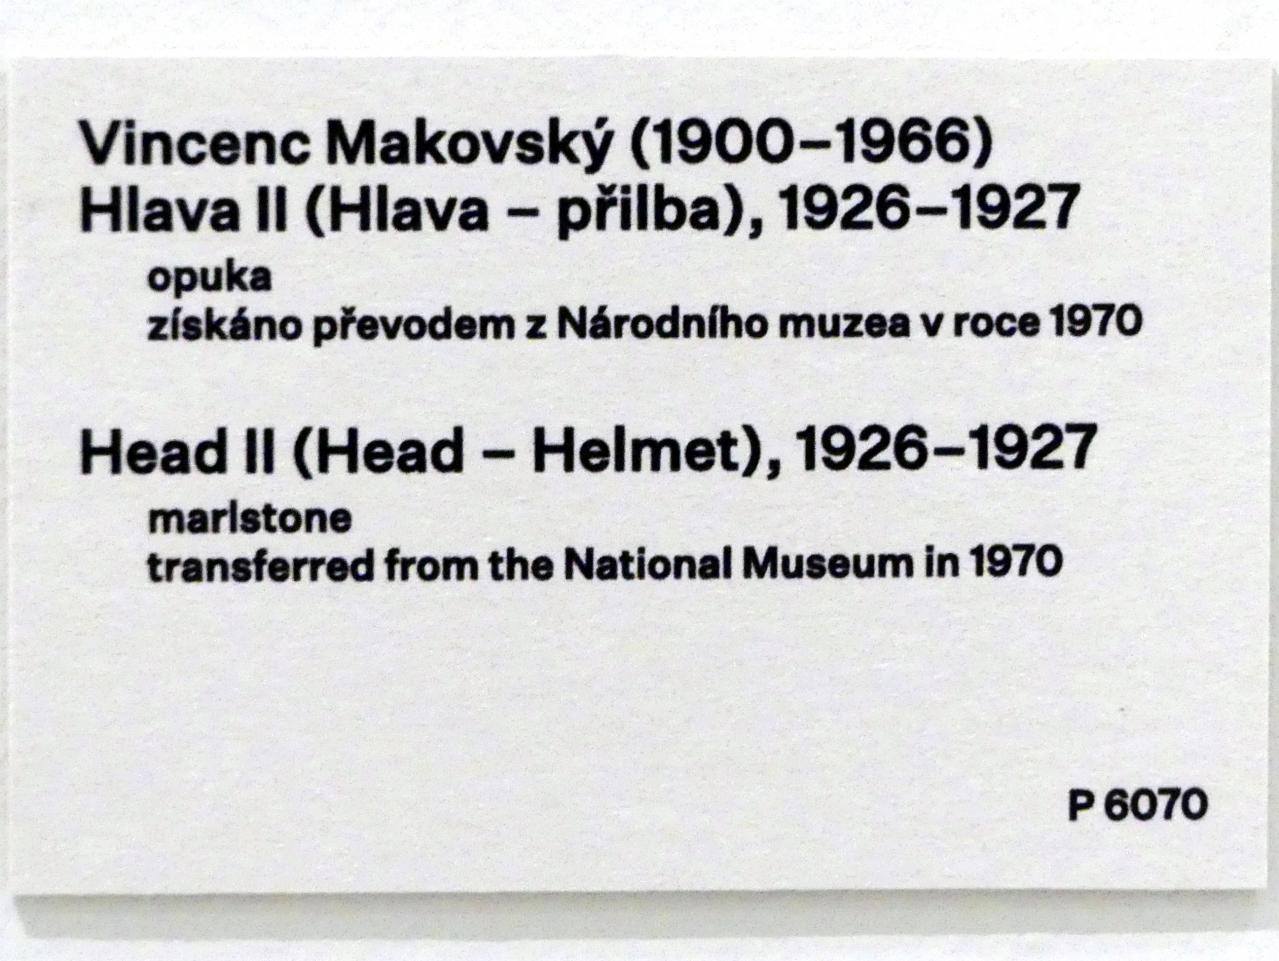 Vincenc Makovský (1900–1966)
Hlava II (Hlava – přilba), 1926–1927
opuka
získáno převodem z Národního muzea v roce 1970
Head II (Head – Helmet), 1926–1927
marlstone
transferred from the National Museum in 1970
P 6070